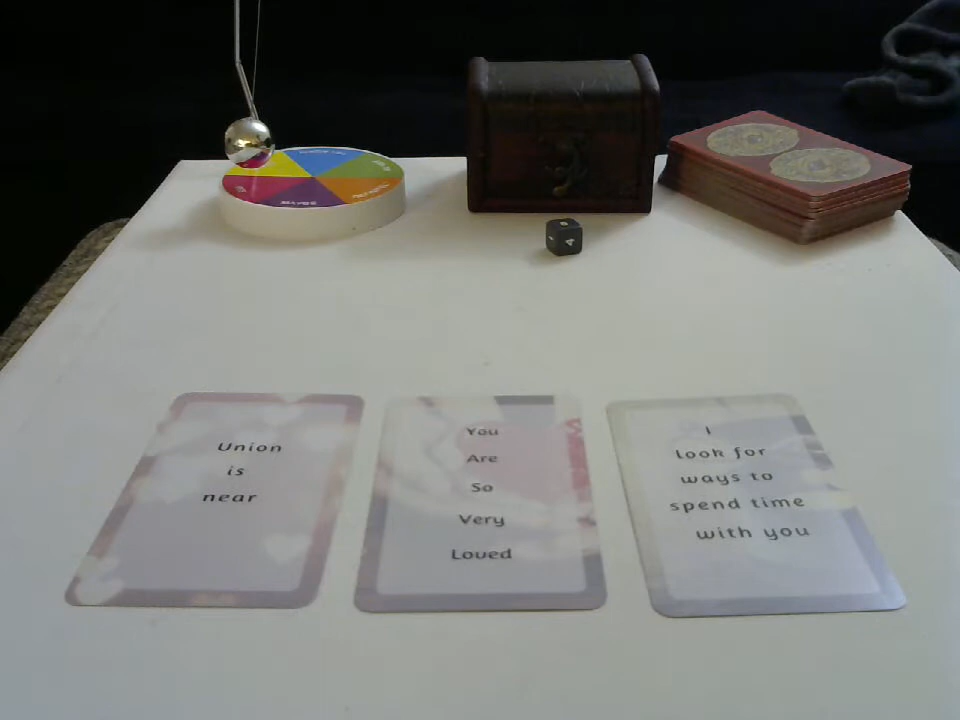 Union
is
near
You
Are
So
Very
Loved
I
look for
ways to
spend time
with you